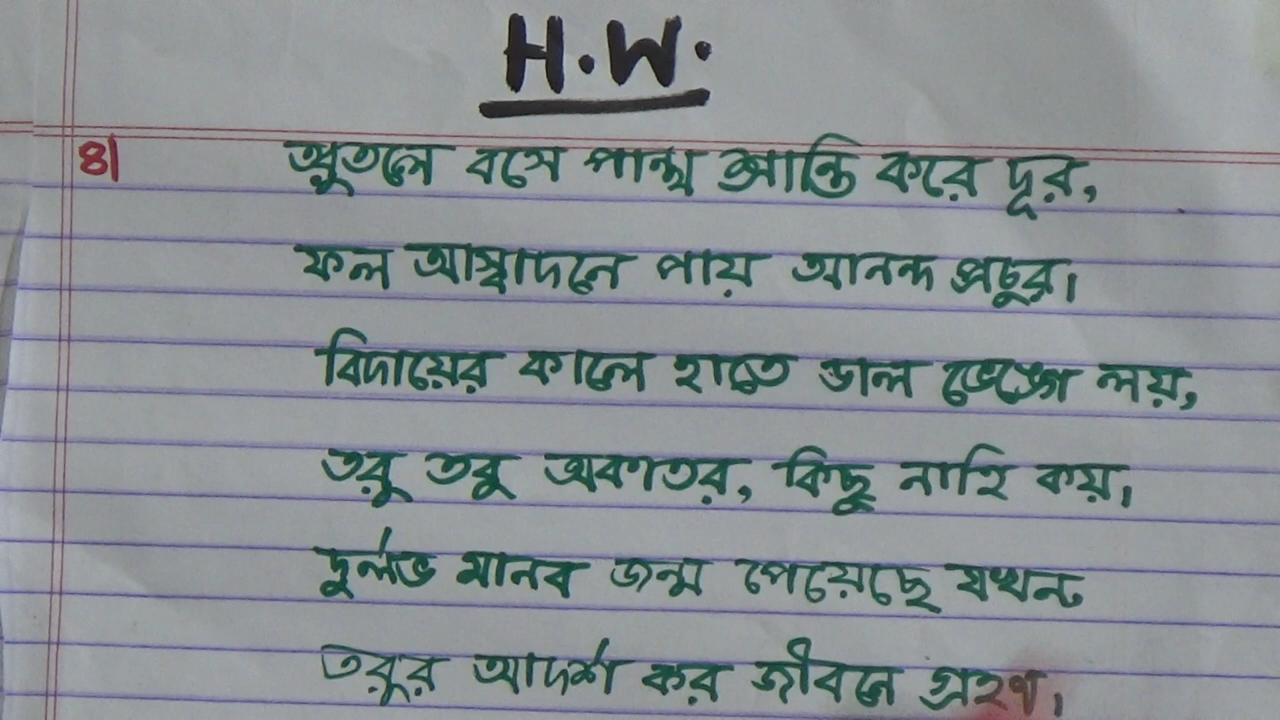 H.W.
৪। তরুতলে বসে পান্থ শ্রান্তি করে দূর,
ফল আস্বাদনে পায় আনন্দ প্রচুর।
বিদায়ের কালে হাতে ডাল ভেঙ্গে লয়,
তরু তবু অকাতর, কিছু নাহি কয়।
দুর্লভ মানব জন্ম পেয়েছে যখন
তরুর আদর্শ কর জীবনে গ্রহণ।